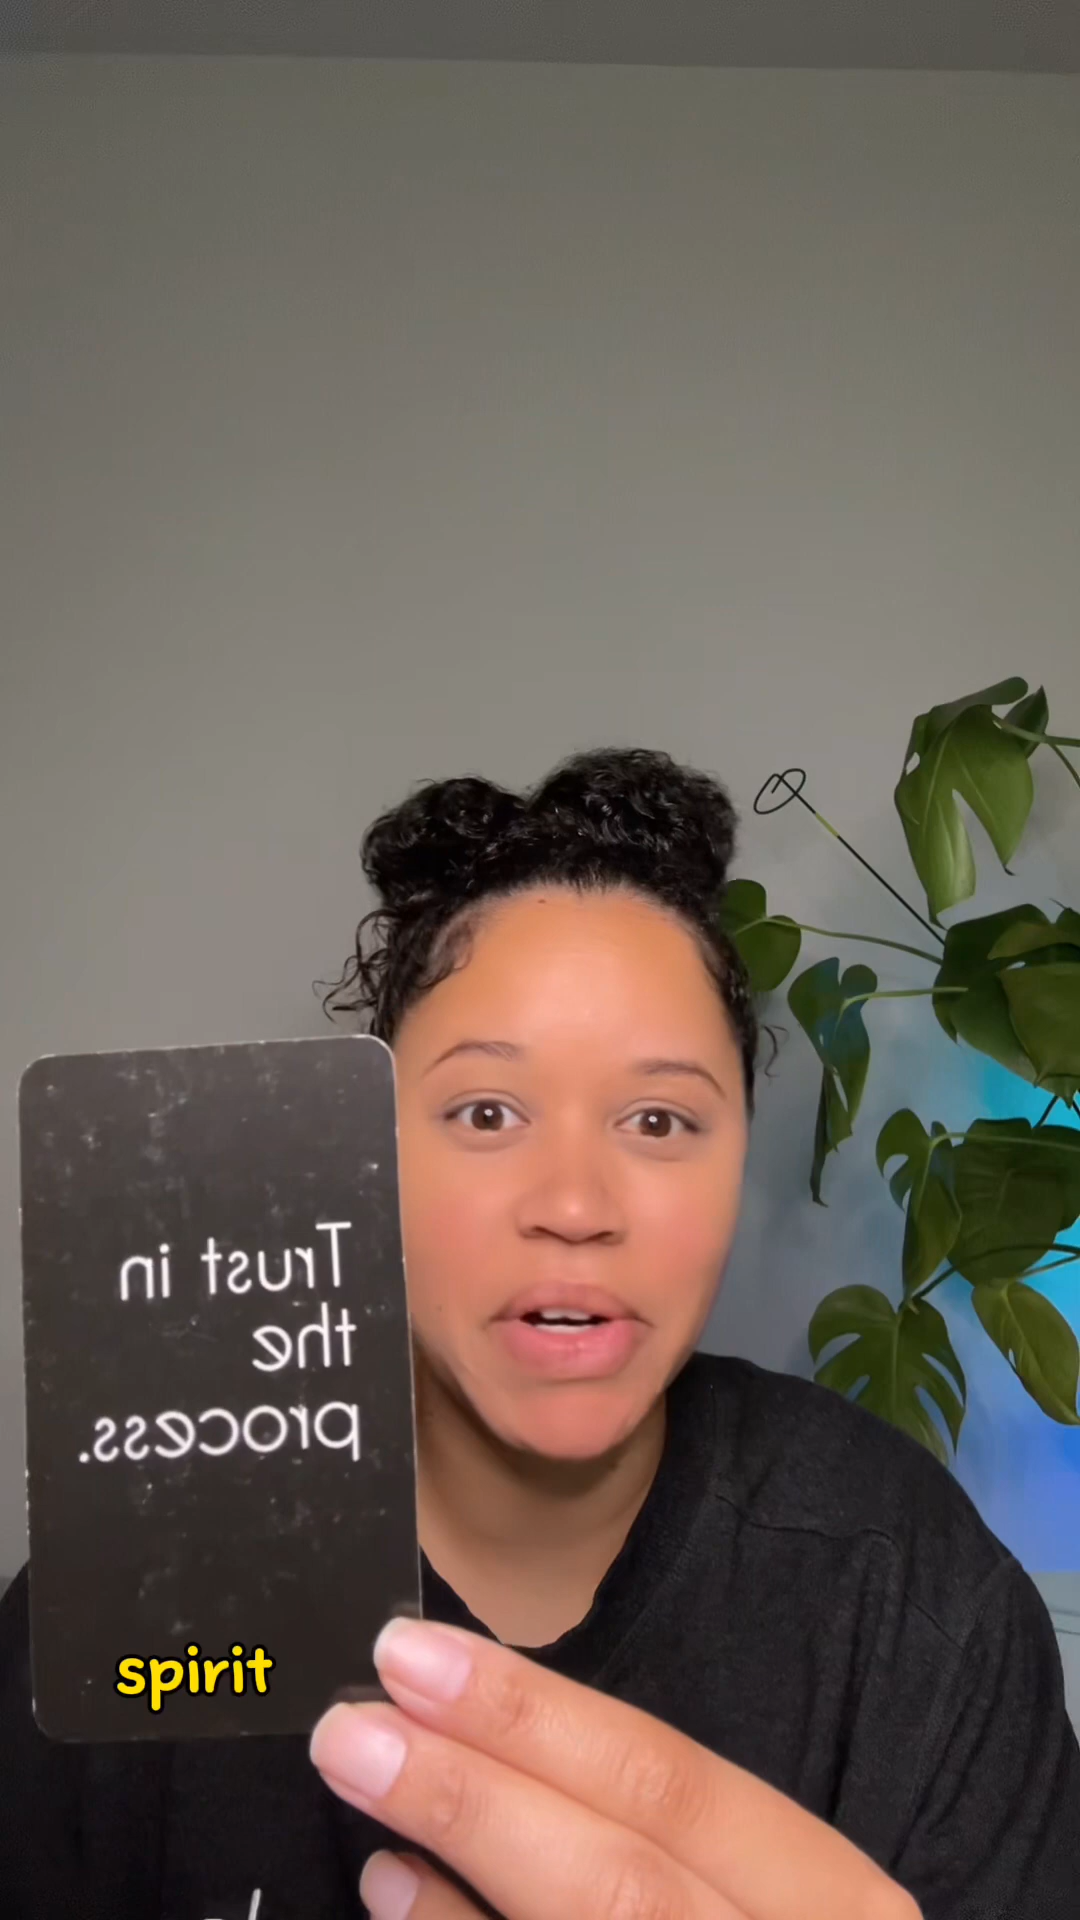 Trust in
the
process.
spirit